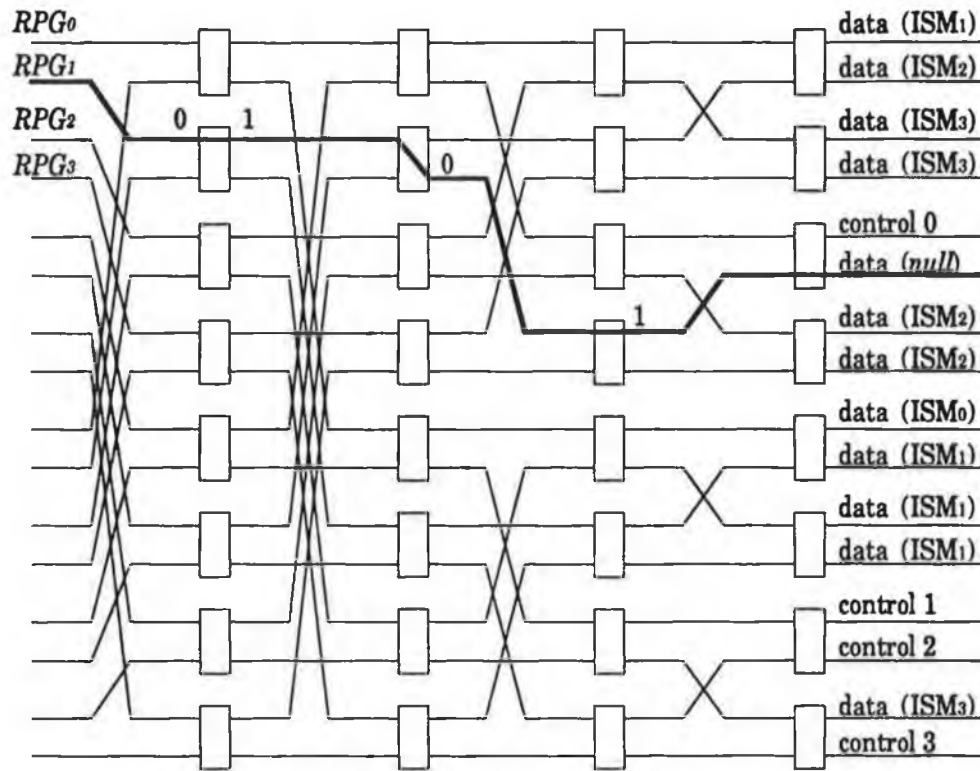 RPG0 data (ISM1)
RPG1 data (ISM2)
RPG2 0 1 data (ISM3)
RPG3 0 data (ISM3)
control 0
data (null)
1 data (ISM2)
data (ISM2)
data (ISM0)
data (ISM1)
data (ISM1)
data (ISM1)
control 1
control 2
data (ISM3)
control 3